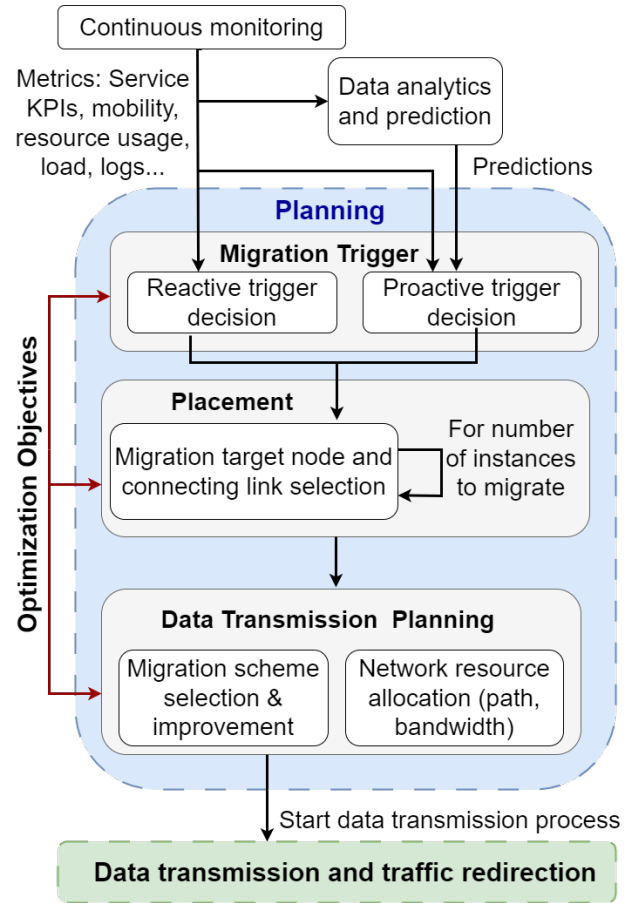 Continuous monitoring
Metrics: Service
KPIs, mobility,
resource usage,
load, logs...
Data analytics
and prediction
Predictions
Planning
Migration Trigger
Reactive trigger
decision
Proactive trigger
decision
Optimization Objectives
Placement
Migration target node and
connecting link selection
For number
of instances
to migrate
Data Transmission Planning
Migration scheme
selection &
improvement
Network resource
allocation (path,
bandwidth)
Start data transmission process
Data transmission and traffic redirection